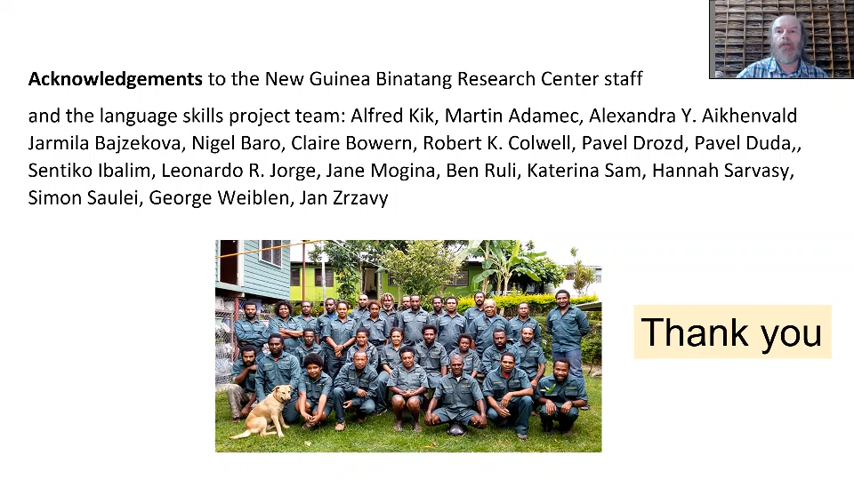 Acknowledgements to the New Guinea Binatang Research Center staff
and the language skills project team: Alfred Kik, Martin Adamec, Alexandra Y. Aikhenvald
Jarmila Bajzekova, Nigel Baro, Claire Bowern, Robert K. Colwell, Pavel Drozd, Pavel Duda,,
Sentiko Ibalim, Leonardo R. Jorge, Jane Mogina, Ben Ruli, Katerina Sam, Hannah Sarvasy,
Simon Saulei, George Weiblen, Jan Zrzavy
Thank you